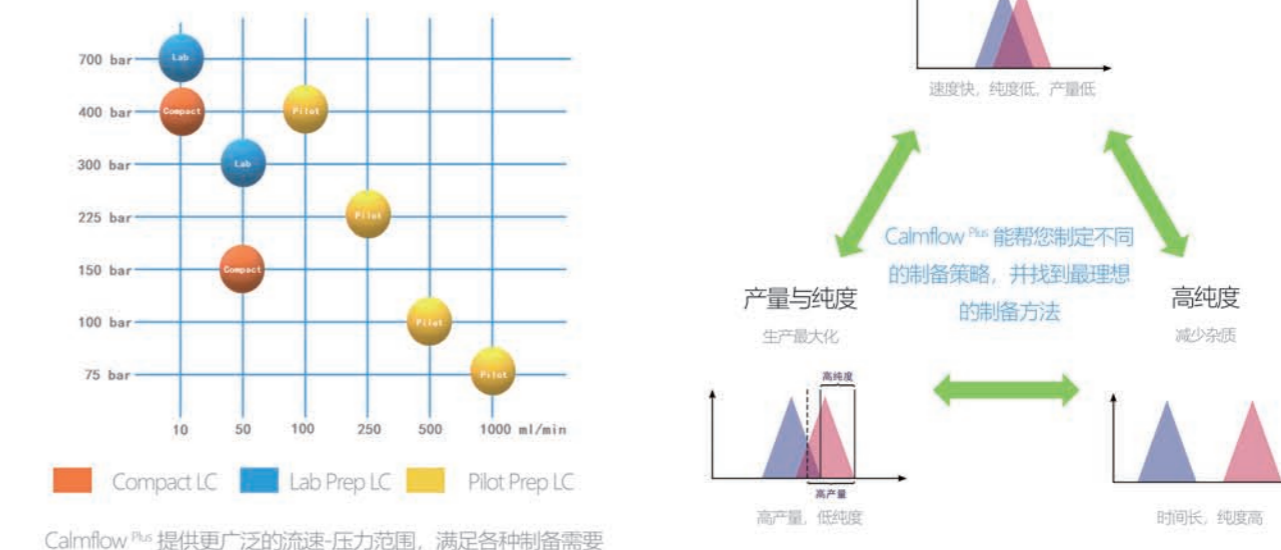 700 bar
400 bar
300 bar
225 bar
150 bar
100 bar
75 bar
Lab
Compact
Pilot
Lab
Pilot
Compact
Pilot
Pilot
10 50 100 250 500 1000 ml/min
Compact LC Lab Prep LC Pilot Prep LC
Calmflow Plus 提供更广泛的流速-压力范围，满足各种制备需要
速度快，纯度低，产量低
Calmflow Plus 能帮您制定不同
的制备策略，并找到最理想
的制备方法
产量与纯度
生产最大化
高纯度
高产量
高产量，低纯度
高纯度
减少杂质
时间长，纯度高